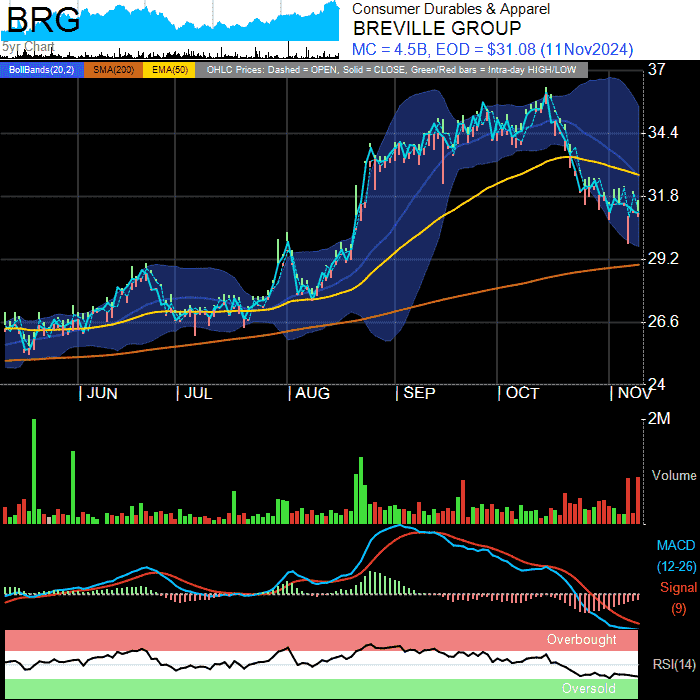 BRG
5yr Chart
Consumer Durables & Apparel
BREVILLE GROUP
MC = 4.5B, EOD = $31.08 (11Nov2024)
BollBands(20,2) SMA(200) EMA(50) OHLC Prices: Dashed = OPEN, Solid = CLOSE, Green/Red bars = Intra-day HIGH/LOW
37
34.4
31.8
29.2
26.6
24
| JUN | JUL | AUG | SEP | OCT | NOV
2M
Volume
MACD
(12-26)
Signal
(9)
Overbought
RSI(14)
Oversold